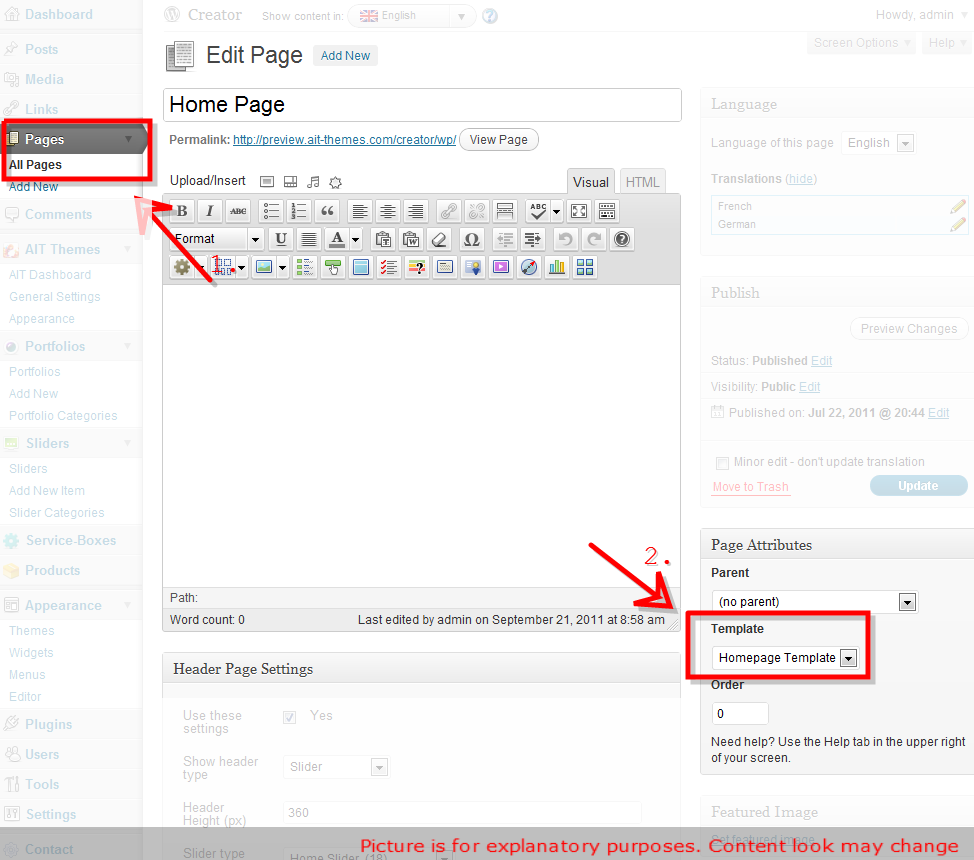 Dashboard
Posts
Media
Links
Pages
All Pages
Add New
Comments
AIT Themes
AIT Dashboard
General Settings
Appearance
Portfolios
Portfolios
Add New
Portfolio Categories
Sliders
Sliders
Add New Item
Slider Categories
Service-Boxes
Products
Appearance
Themes
Widgets
Menus
Editor
Plugins
Users
Tools
Settings
Contact
Creator
Show content in:
English
Howdy, admin
Screen Options
Help
Edit Page
Add New
Home Page
Permalink: http://preview.ait-themes.com/creator/wp/ View Page
Upload/Insert
Visual
HTML
B I ABC
ABC
Format
U
A
1.
Path:
Word count: 0
Last edited by admin on September 21, 2011 at 8:58 am
2.
Header Page Settings
Use these
settings
Yes
Show header
type
Slider
Header
Height (px)
360
Slider type
Home Slider (18)
Language
Language of this page
English
Translations (hide)
French
German
Publish
Preview Changes
Status: Published Edit
Visibility: Public Edit
Published on: Jul 22, 2011 @ 20:44 Edit
Minor edit - don't update translation
Move to Trash
Update
Page Attributes
Parent
(no parent)
Template
Homepage Template
Order
0
Need help? Use the Help tab in the upper right
of your screen.
Featured Image
Set featured image
Picture is for explanatory purposes. Content look may change